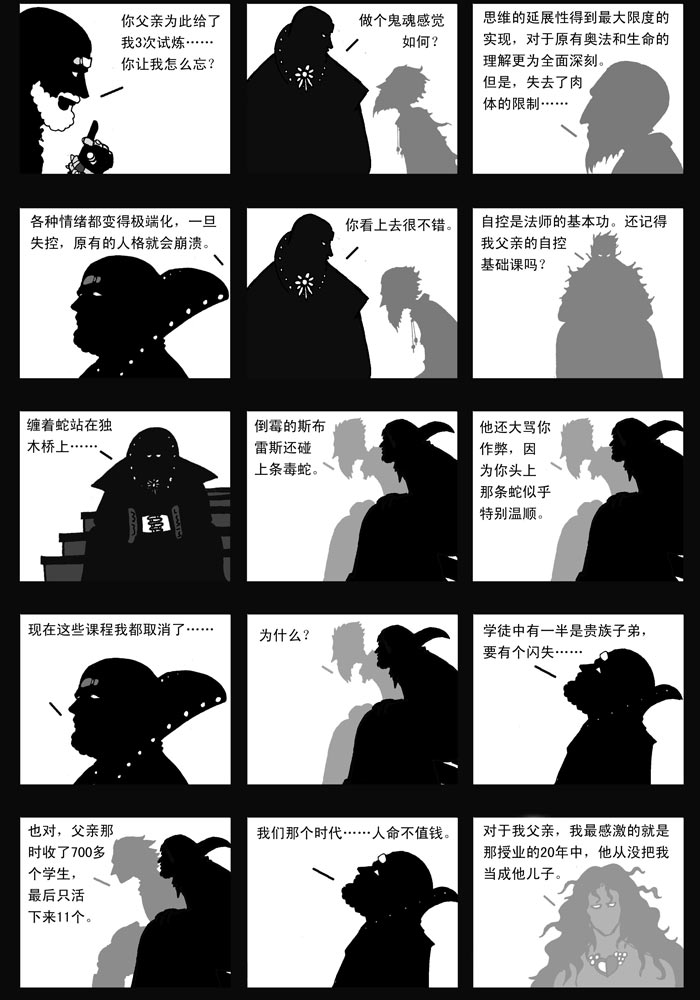 你父亲为此给了
我3次试炼……
你让我怎么忘？
做个鬼魂感觉
如何？
思维的延展性得到最大限度的
实现，对于原有奥法和生命的
理解更为全面深刻。
但是，失去了肉
体的限制……
各种情绪都变得极端化，一旦
失控，原有的人格就会崩溃。
你看上去很不错。
自控是法师的基本功。还记得
我父亲的自控
基础课吗？
缠着蛇站在独
木桥上……
倒霉的斯布
雷斯还碰
上条毒蛇。
他还大骂你
作弊，因
为你头上
那条蛇似乎
特别温顺。
现在这些课程我都取消了……
为什么？
学徒中有一半是贵族子弟，
要有个闪失……
也对，父亲那
时收了700多
个学生，
最后只活
下来11个。
我们那个时代……人命不值钱。
对于我父亲，我最感激的就是
那授业的20年中，他从没把我
当成他儿子。